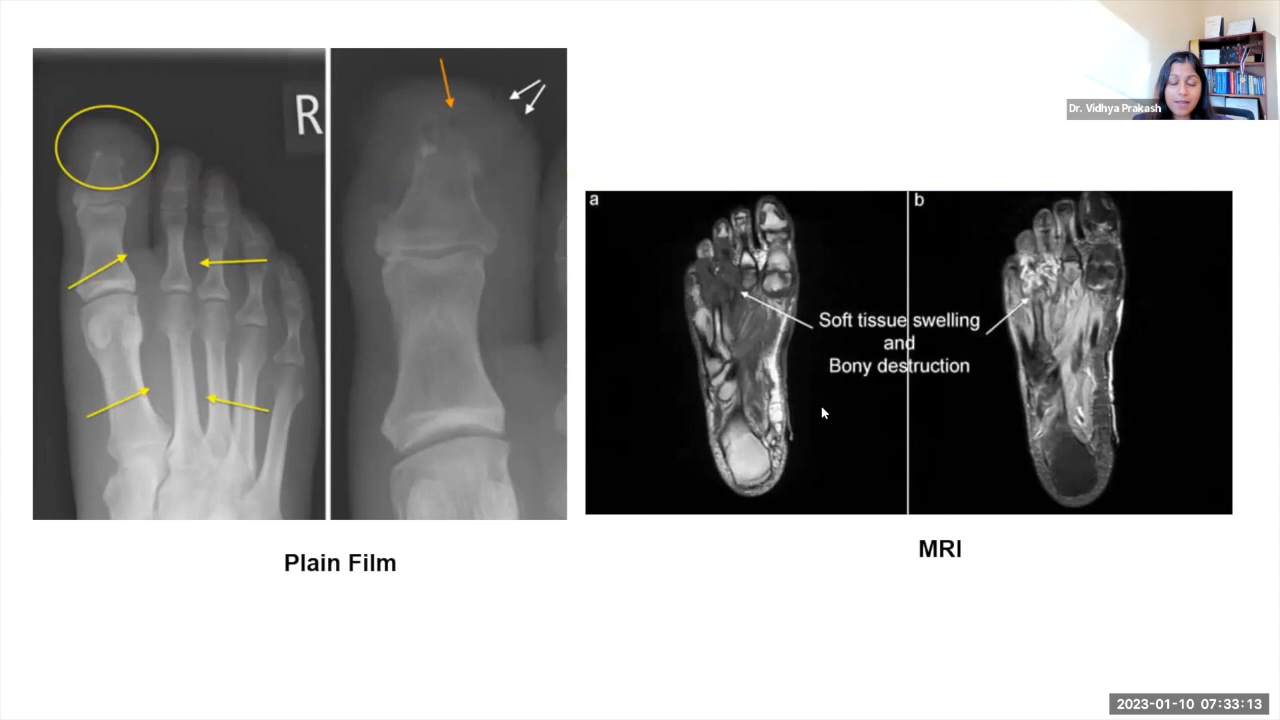 Dr. Vidhya Prakash
R
a
b
Soft tissue swelling
and
Bony destruction
Plain Film
MRI
2023-01-10 07:33:13